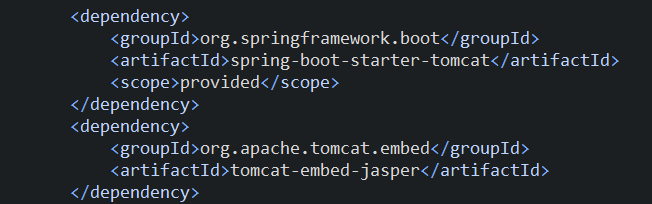 <dependency>
<groupId>org.springframework.boot</groupId>
<artifactId>spring-boot-starter-tomcat</artifactId>
<scope>provided</scope>
</dependency>
<dependency>
<groupId>org.apache.tomcat.embed</groupId>
<artifactId>tomcat-embed-jasper</artifactId>
</dependency>